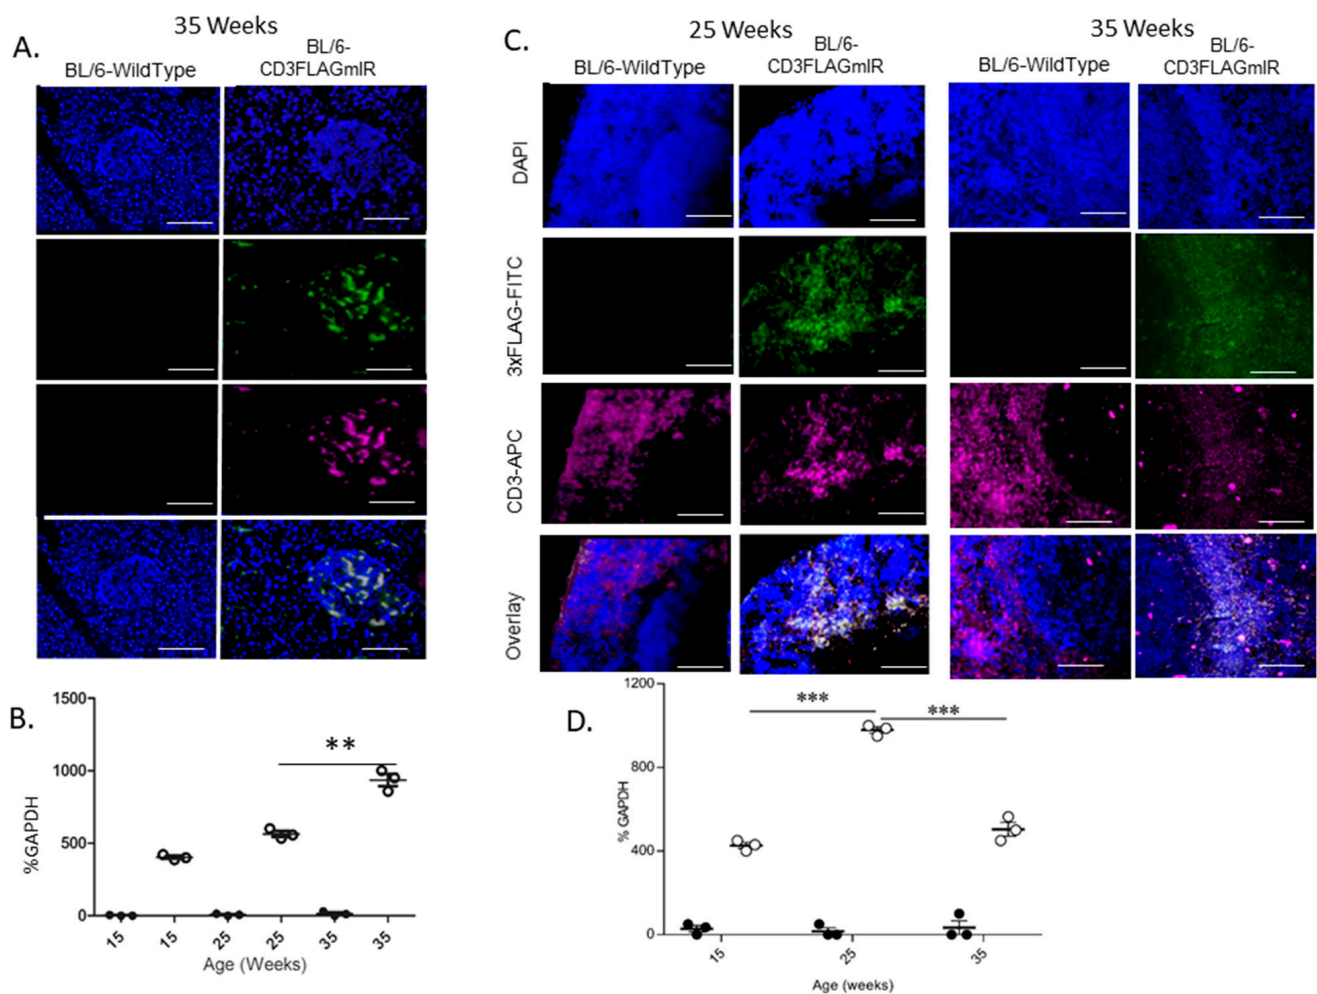 35 Weeks
A.
BL/6-WildType
BL/6-
CD3FLAGmIR
C.
25 Weeks
35 Weeks
BL/6-WildType
BL/6-
CD3FLAGmIR
BL/6-WildType
BL/6-
CD3FLAGmIR
DAPI
3xFLAG-FITC
CD3-APC
Overlay
B.
1500
1000
500
0
%GAPDH
**
15
15
25
25
35
35
Age (Weeks)
D.
1200
800
400
0
% GAPDH
***
***
15
25
35
Age (weeks)